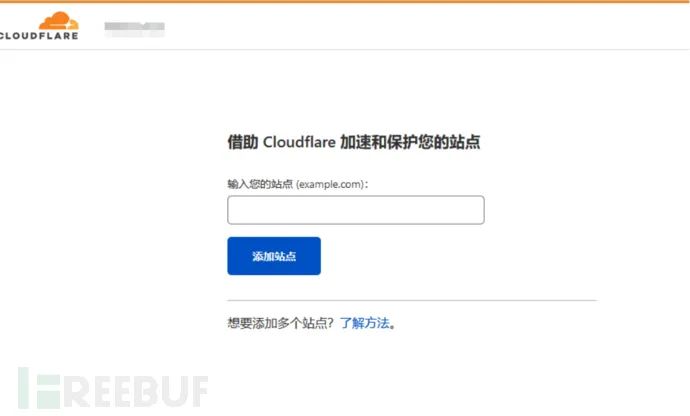 CLOUDFLARE
借助 Cloudflare 加速和保护您的站点
输入您的站点 (example.com)：
添加站点
想要添加多个站点？了解方法。
FREEBUF